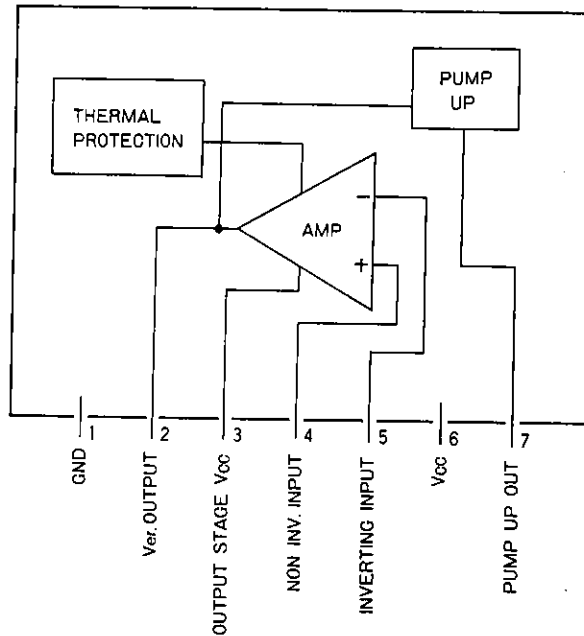 PUMP
UP
THERMAL
PROTECTION
AMP
−
+
1
2
3
4
5
6
7
GND
Ver. OUTPUT
OUTPUT STAGE Vcc
NON INV. INPUT
INVERTING INPUT
Vcc
PUMP UP OUT